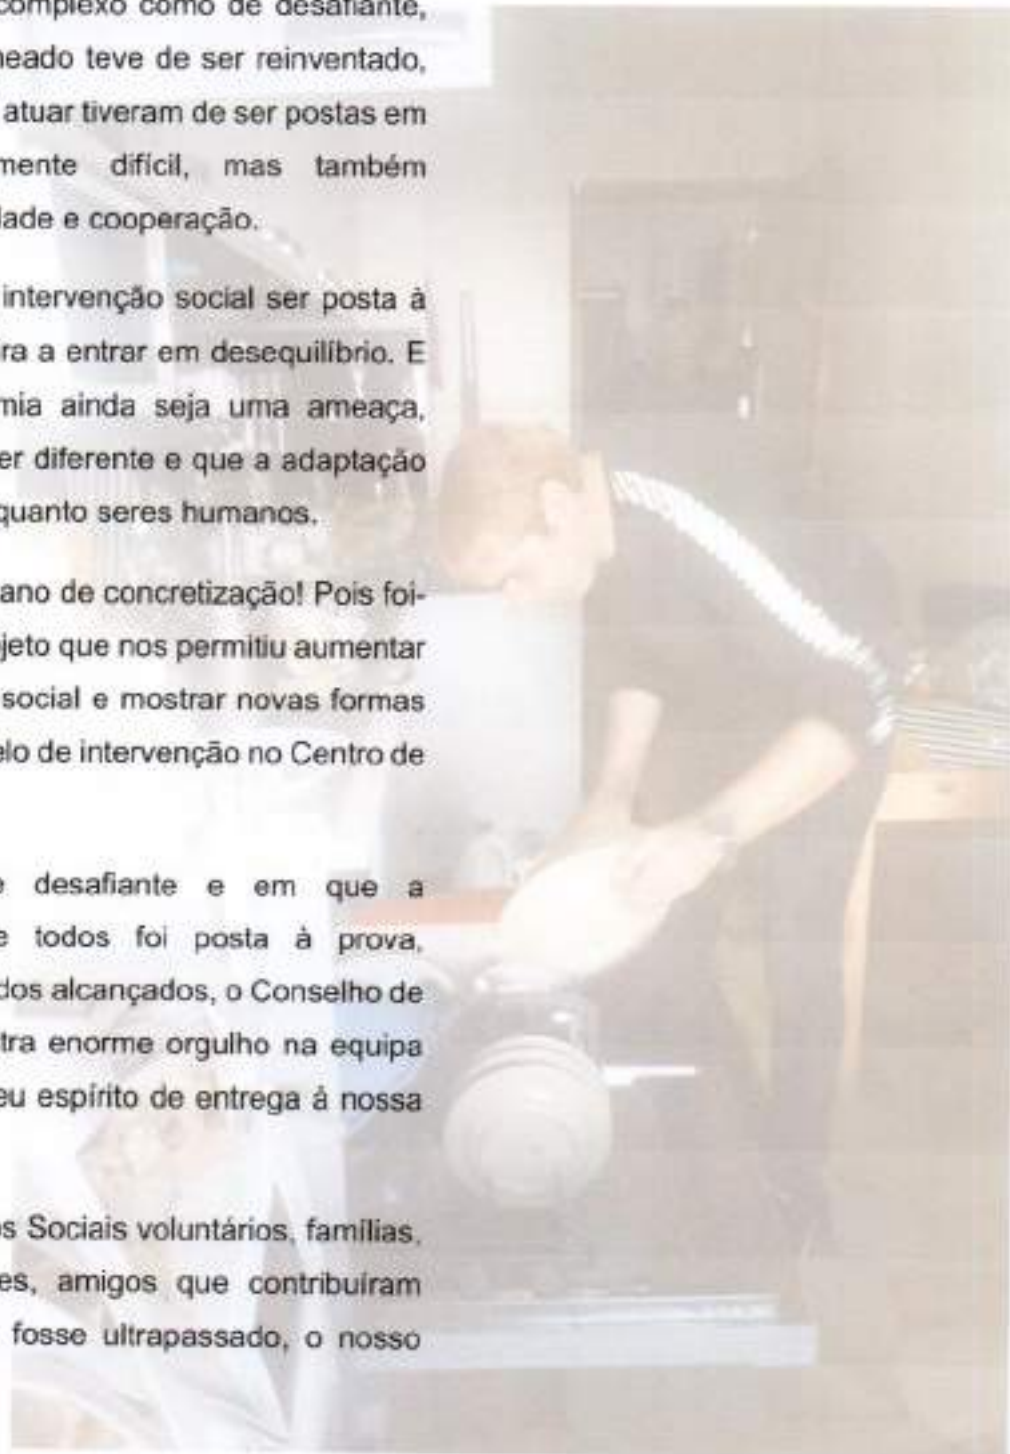 complexo como de desafiante,
neado teve de ser reinventado,
atuar tiveram de ser postas em
mente difícil, mas também
dade e cooperação.
intervenção social ser posta à
ra a entrar em desequilíbrio. E
mia ainda seja uma ameaça,
er diferente e que a adaptação
quanto seres humanos.
ano de concretização! Pois foi-
jeto que nos permitiu aumentar
social e mostrar novas formas
elo de intervenção no Centro de
e desafiante e em que a
e todos foi posta à prova,
dos alcançados, o Conselho de
tra enorme orgulho na equipa
eu espírito de entrega à nossa
os Sociais voluntários, famílias,
es, amigos que contribuíram
fosse ultrapassado, o nosso